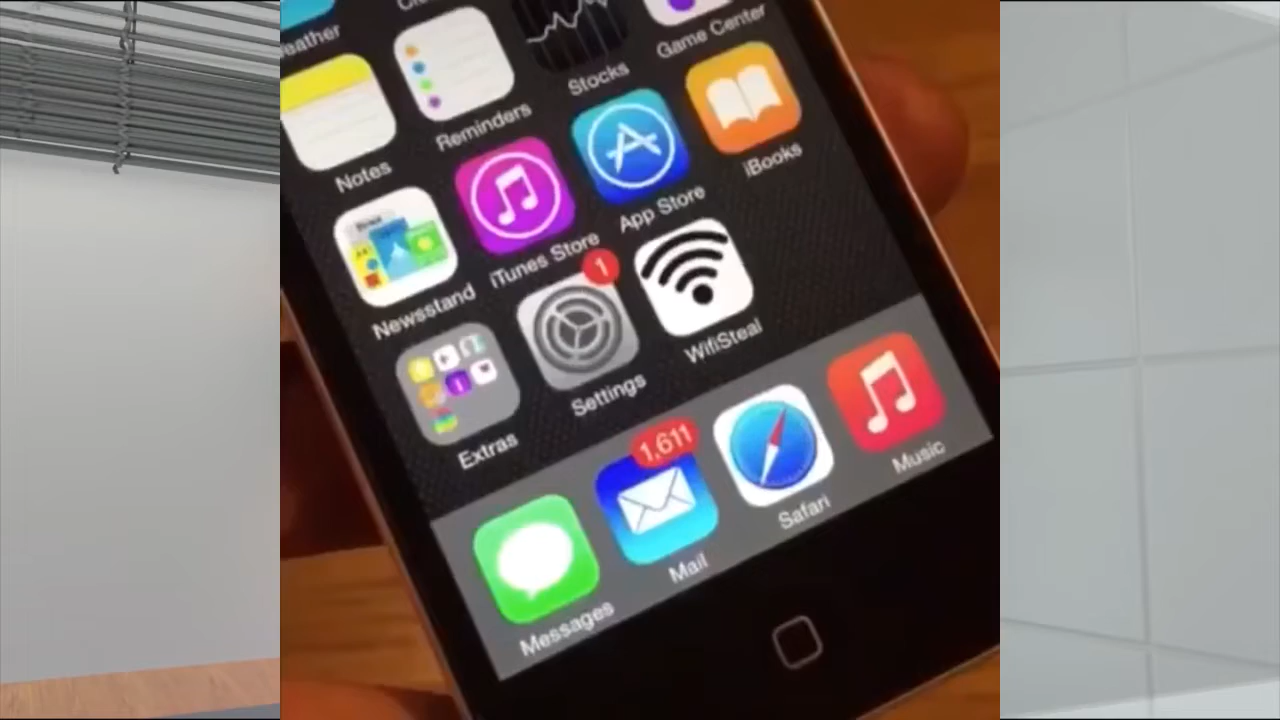 eather
Notes
Reminders
Stocks
Game Center
Newsstand
iTunes Store
App Store
iBooks
Extras
Settings
1
WifiSteal
Messages
Mail
1,611
Safari
Music